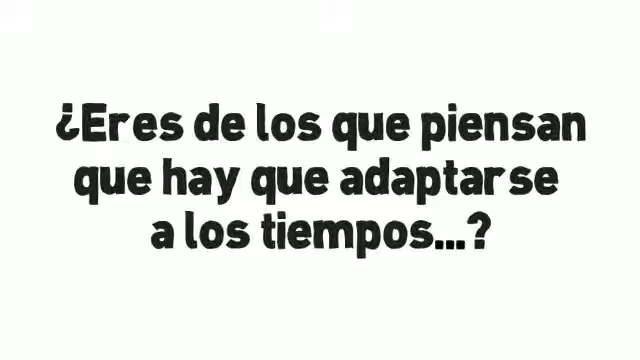 ¿Eres de los que piensan
que hay que adaptarse
a los tiempos...?